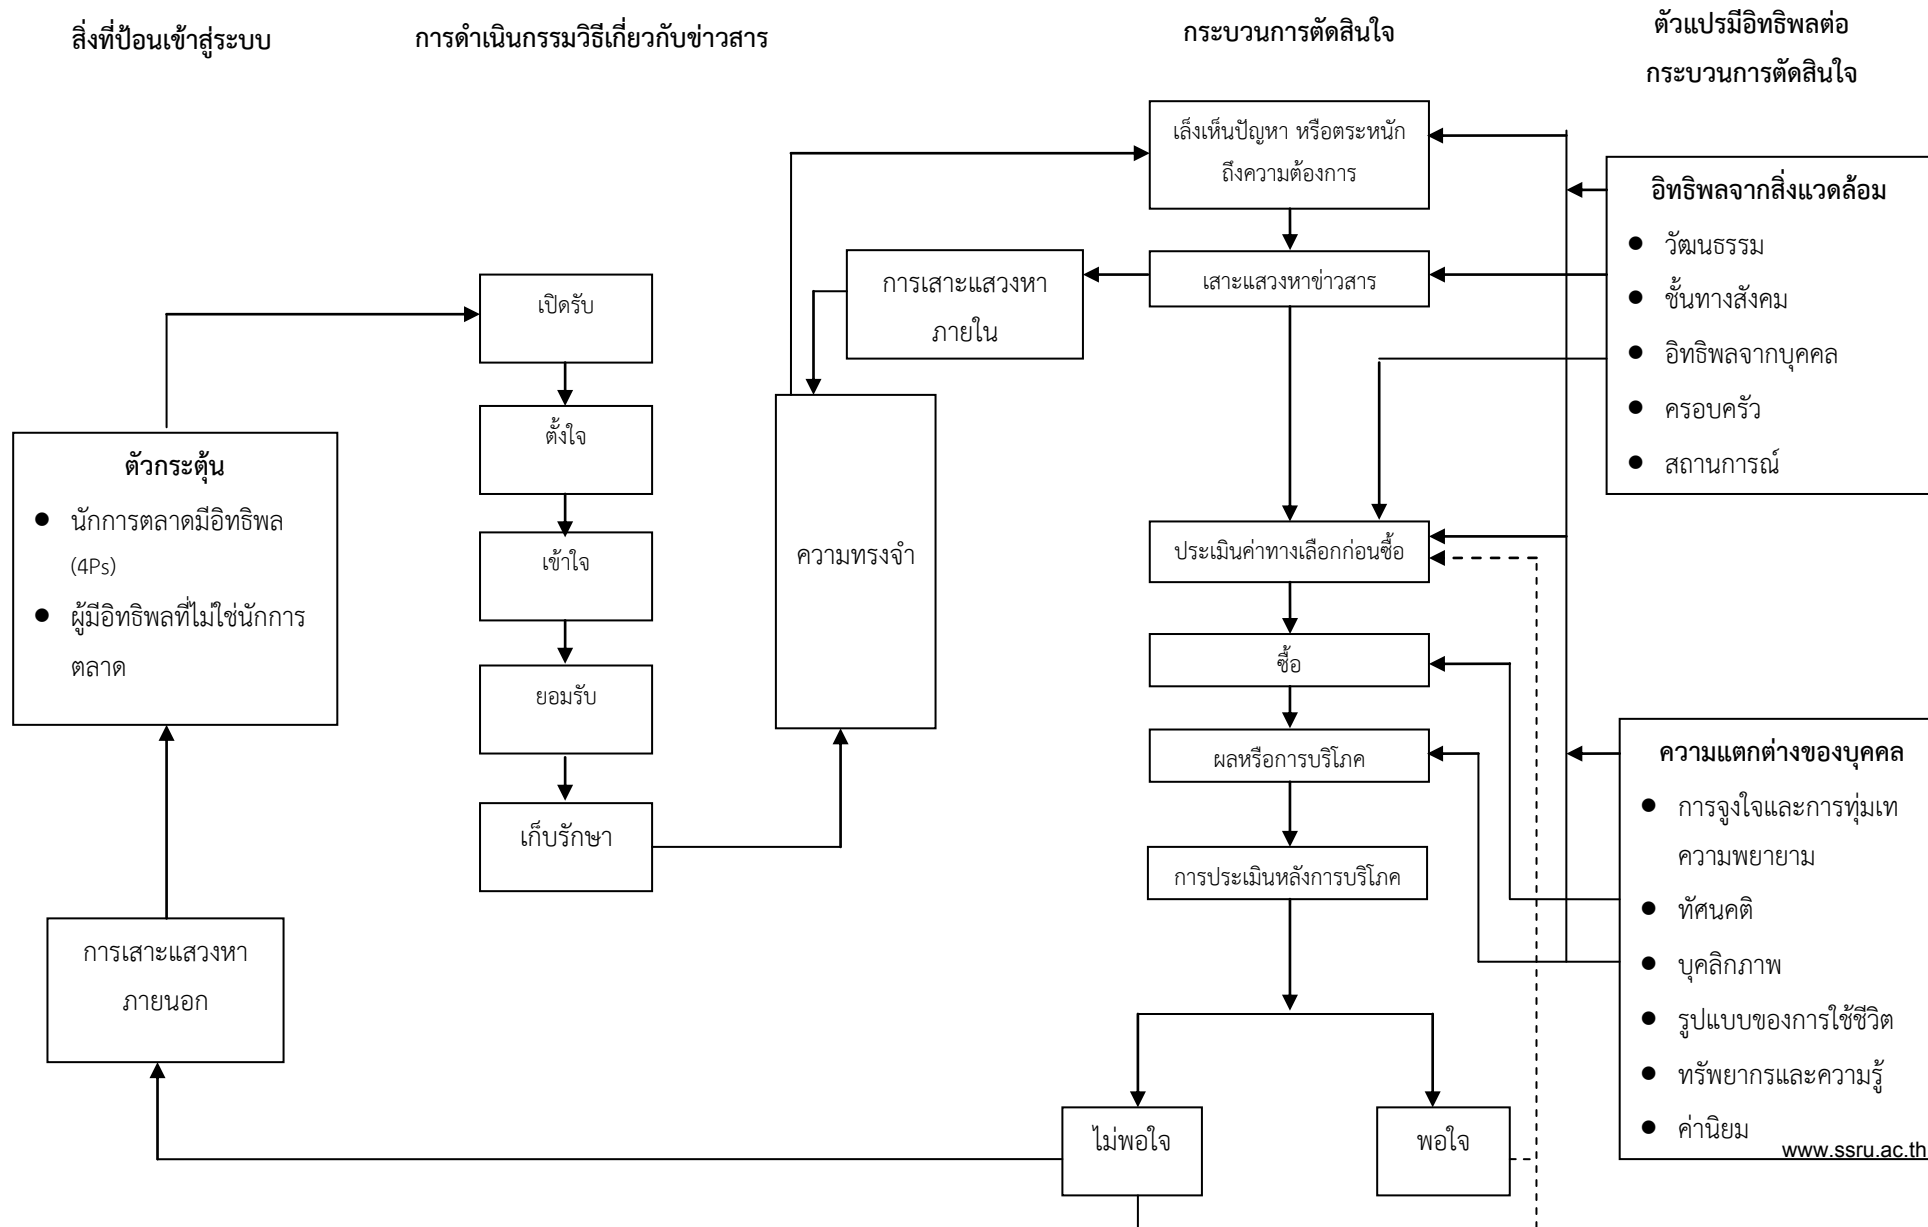 สิ่งที่ป้อนเข้าสู่ระบบ
การดำเนินกรรมวิธีเกี่ยวกับข่าวสาร
กระบวนการตัดสินใจ
ตัวแปรมีอิทธิพลต่อ
กระบวนการตัดสินใจ
ตัวกระตุ้น
● นักการตลาดมีอิทธิพล
(4Ps)
● ผู้มีอิทธิพลที่ไม่ใช่นักการ
ตลาด
การเสาะแสวงหา
ภายนอก
เปิดรับ
ตั้งใจ
เข้าใจ
ยอมรับ
เก็บรักษา
ความทรงจำ
การเสาะแสวงหา
ภายใน
เล็งเห็นปัญหา หรือตระหนัก
ถึงความต้องการ
เสาะแสวงหาข่าวสาร
ประเมินค่าทางเลือกก่อนซื้อ
ซื้อ
ผลหรือการบริโภค
การประเมินหลังการบริโภค
ไม่พอใจ
พอใจ
อิทธิพลจากสิ่งแวดล้อม
● วัฒนธรรม
● ชั้นทางสังคม
● อิทธิพลจากบุคคล
● ครอบครัว
● สถานการณ์
ความแตกต่างของบุคคล
● การจูงใจและการทุ่มเท
ความพยายาม
● ทัศนคติ
● บุคลิกภาพ
● รูปแบบของการใช้ชีวิต
● ทรัพยากรและความรู้
● ค่านิยม
www.ssru.ac.th